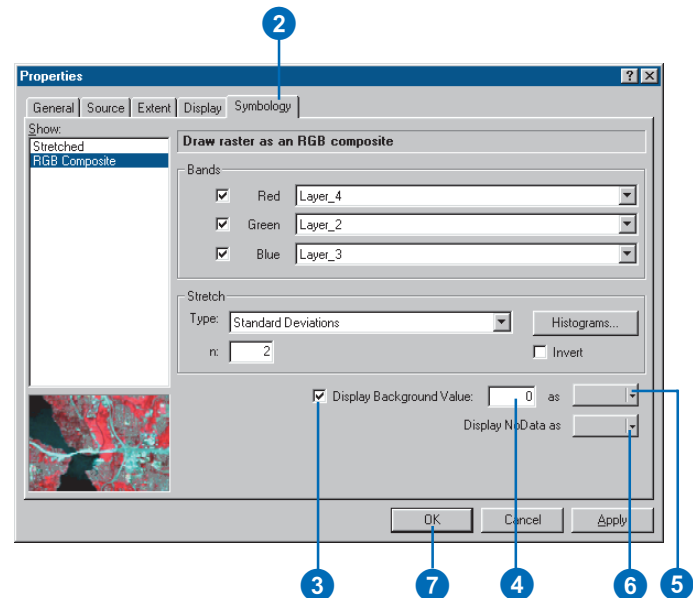 2
Properties
General Source Extent Display Symbology
Show:
Stretched
RGB Composite
Draw raster as an RGB composite
Bands
Red Layer_4
Green Layer_2
Blue Layer_3
Stretch
Type: Standard Deviations Histograms...
n: 2 Invert
Display Background Value: 0 as
Display NoData as
OK Cancel Apply
3 7 4 6 5